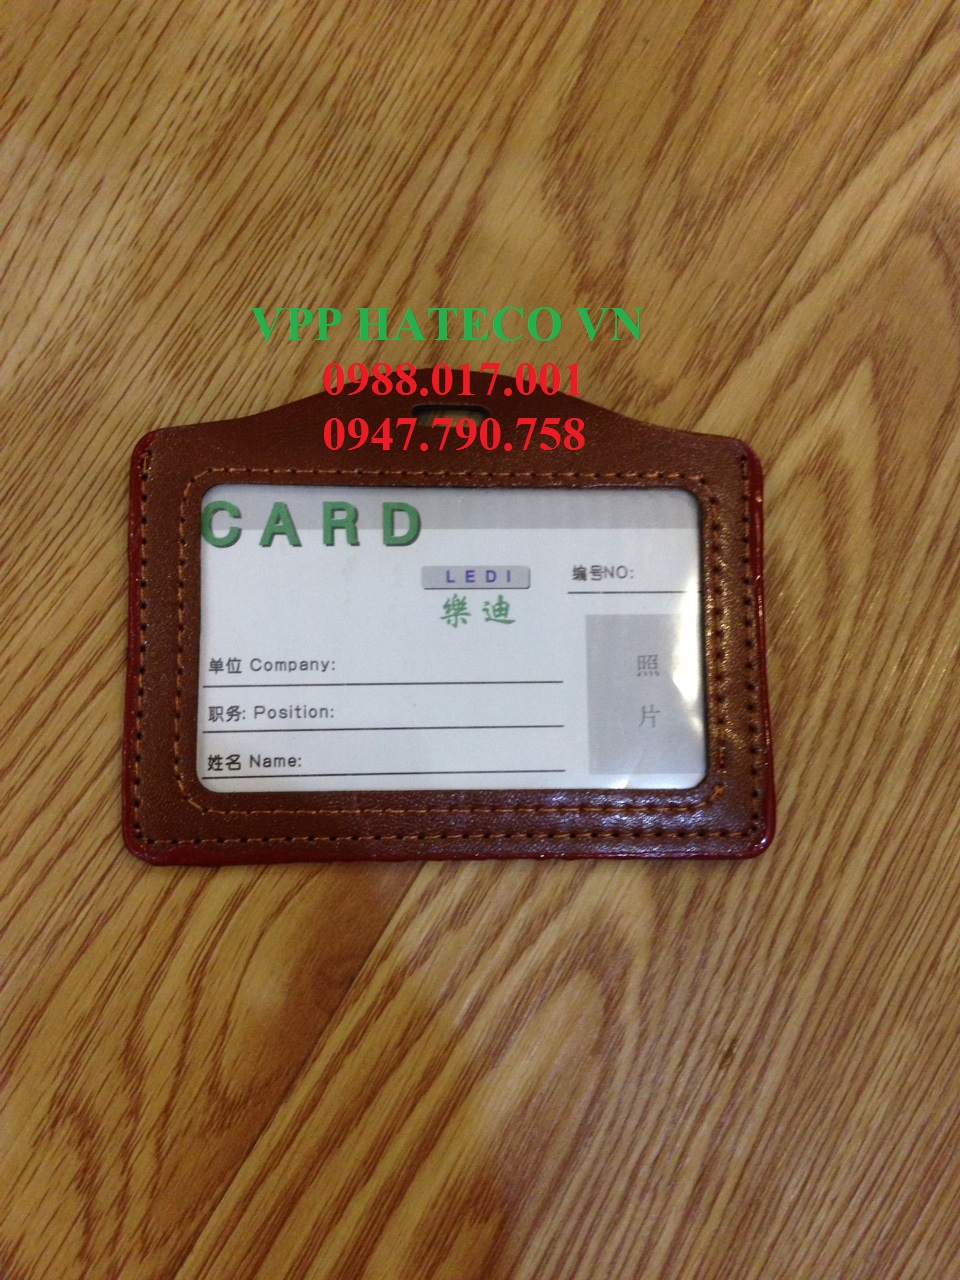 VPP HATECO VN
0988.017.001
0947.790.758
CARD
LEDI
樂迪
编号NO:
单位 Company:
职务: Position:
姓名 Name:
照
片